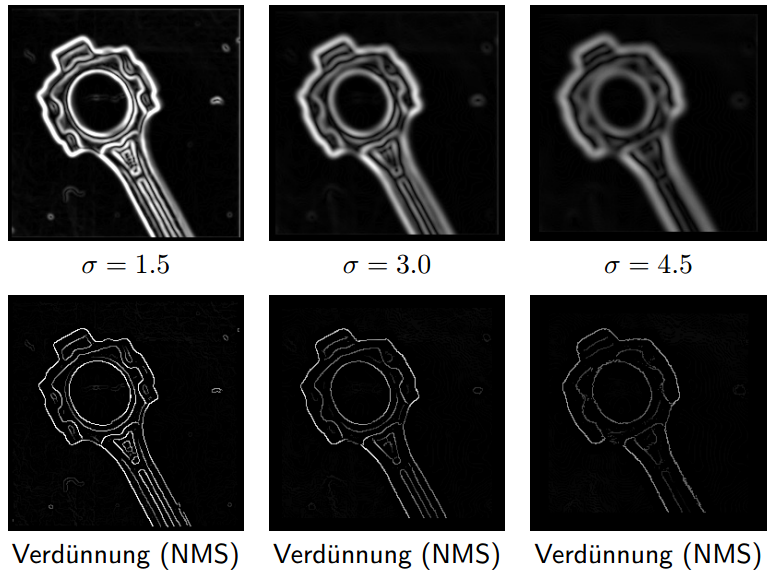 σ = 1.5 σ = 3.0 σ = 4.5
Verdünnung (NMS) Verdünnung (NMS) Verdünnung (NMS)